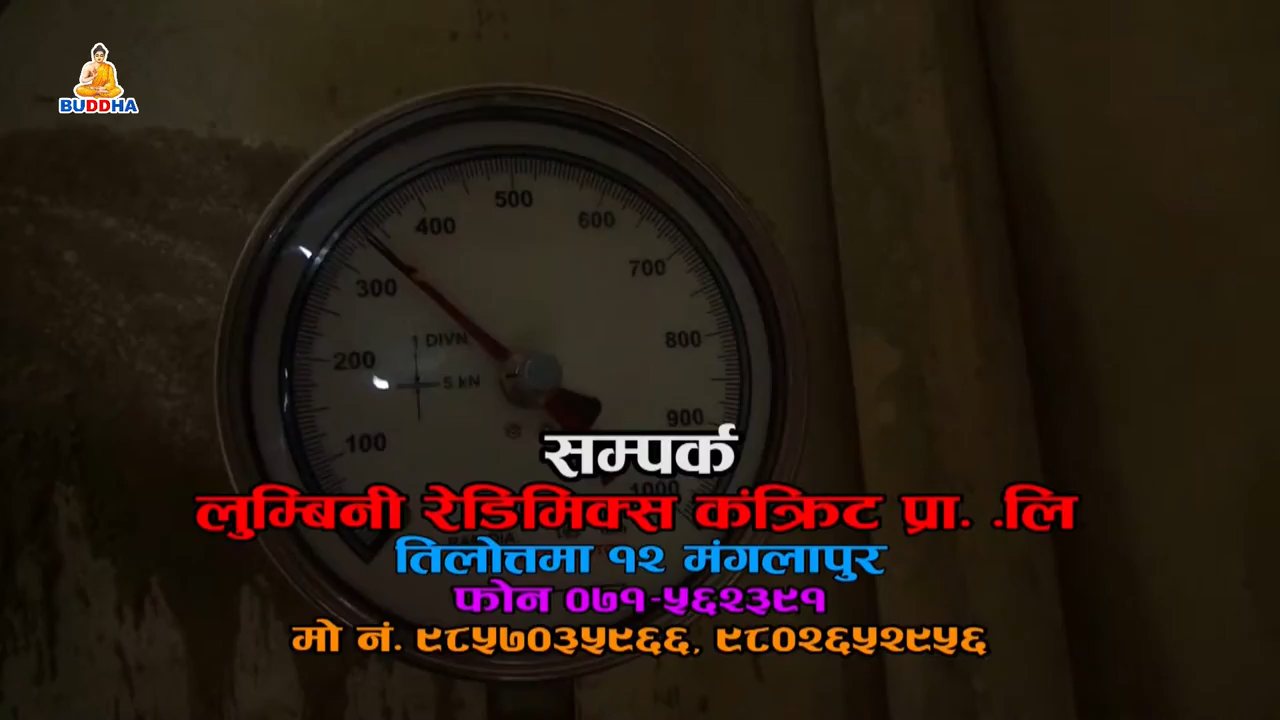 BUDDHA
500
400
600
700
300
DIVN
800
200
5 kN
900
100
1000
सम्पर्क
लुम्बिनी रेडिमिक्स कंक्रिट प्रा. .लि
तिलोत्तमा १२ मंगलापुर
फोन ०७१-५६२३९१
मो नं. ९८५७०३५९६६, ९८०२६५२९५६